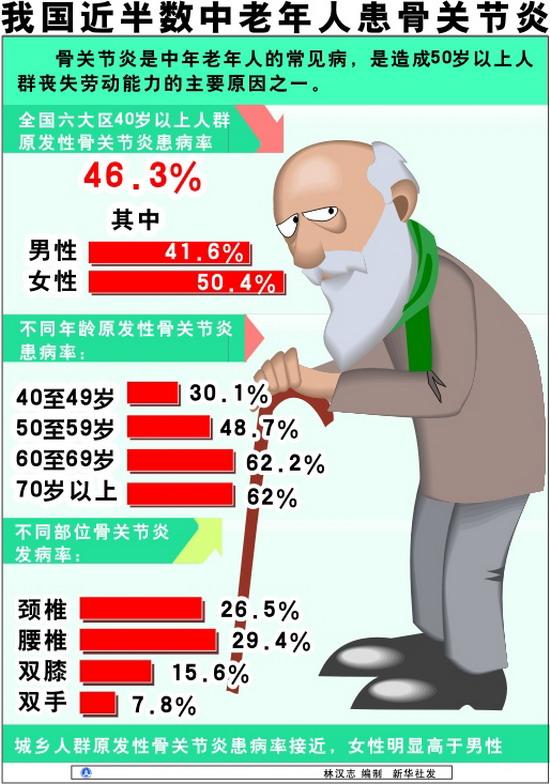 我国近半数中老年人患骨关节炎
骨关节炎是中年老年人的常见病，是造成50岁以上人
群丧失劳动能力的主要原因之一。
全国六大区40岁以上人群
原发性骨关节炎患病率
46.3%
其中
男性 41.6%
女性 50.4%
不同年龄原发性骨关节炎
患病率：
40至49岁 30.1%
50至59岁 48.7%
60至69岁 62.2%
70岁以上 62%
不同部位骨关节炎
发病率：
颈椎 26.5%
腰椎 29.4%
双膝 15.6%
双手 7.8%
城乡人群原发性骨关节炎患病率接近，女性明显高于男性
林汉志 编制 新华社发